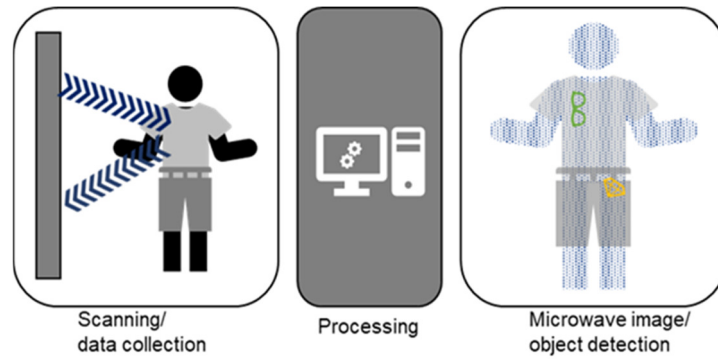 Scanning/
data collection
Processing
Microwave image/
object detection